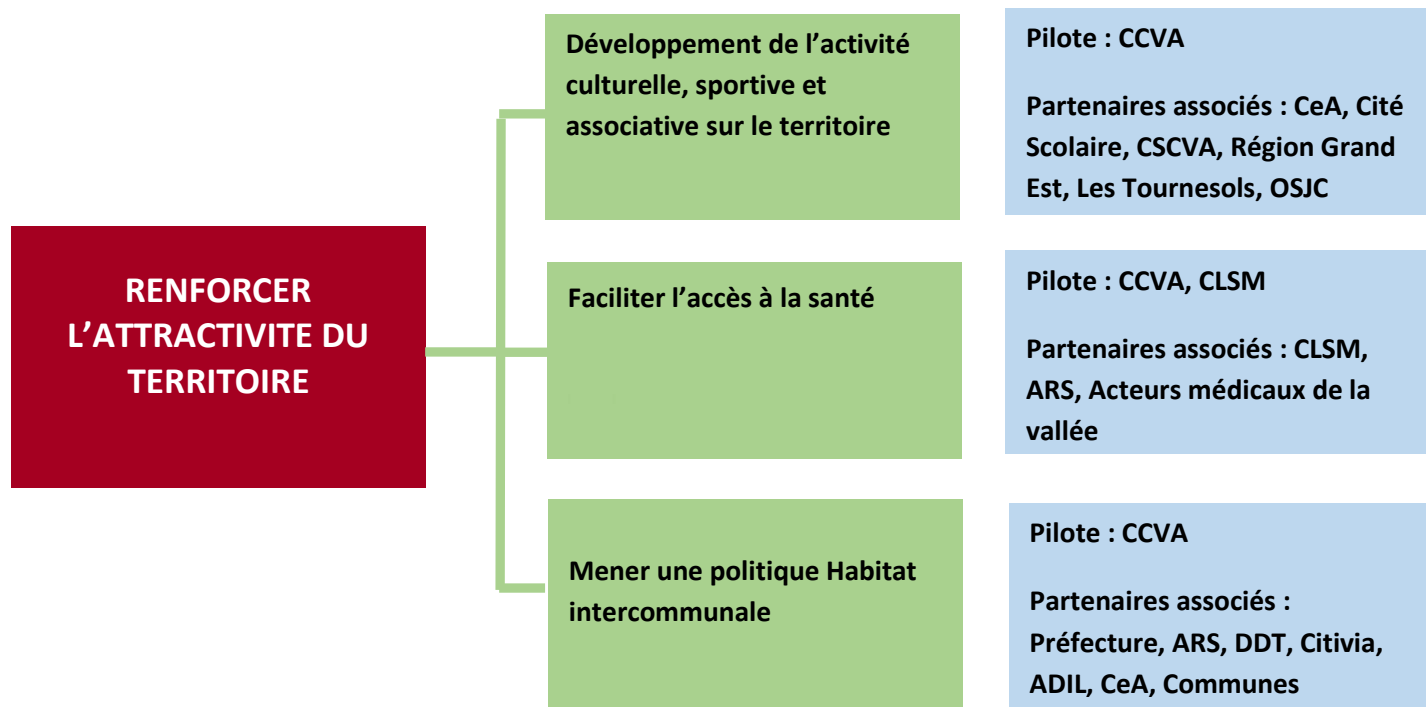 RENFORCER
L’ATTRACTIVITE DU
TERRITOIRE
Développement de l’activité
culturelle, sportive et
associative sur le territoire
Pilote : CCVA
Partenaires associés : CeA, Cité
Scolaire, CSCVA, Région Grand
Est, Les Tournesols, OSJC
Faciliter l’accès à la santé
Pilote : CCVA, CLSM
Partenaires associés : CLSM,
ARS, Acteurs médicaux de la
vallée
Mener une politique Habitat
intercommunale
Pilote : CCVA
Partenaires associés :
Préfecture, ARS, DDT, Citivia,
ADIL, CeA, Communes